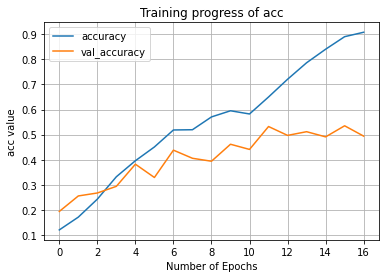 Training progress of acc
accuracy
val_accuracy
acc value
0.9
0.8
0.7
0.6
0.5
0.4
0.3
0.2
0.1
0 2 4 6 8 10 12 14 16
Number of Epochs